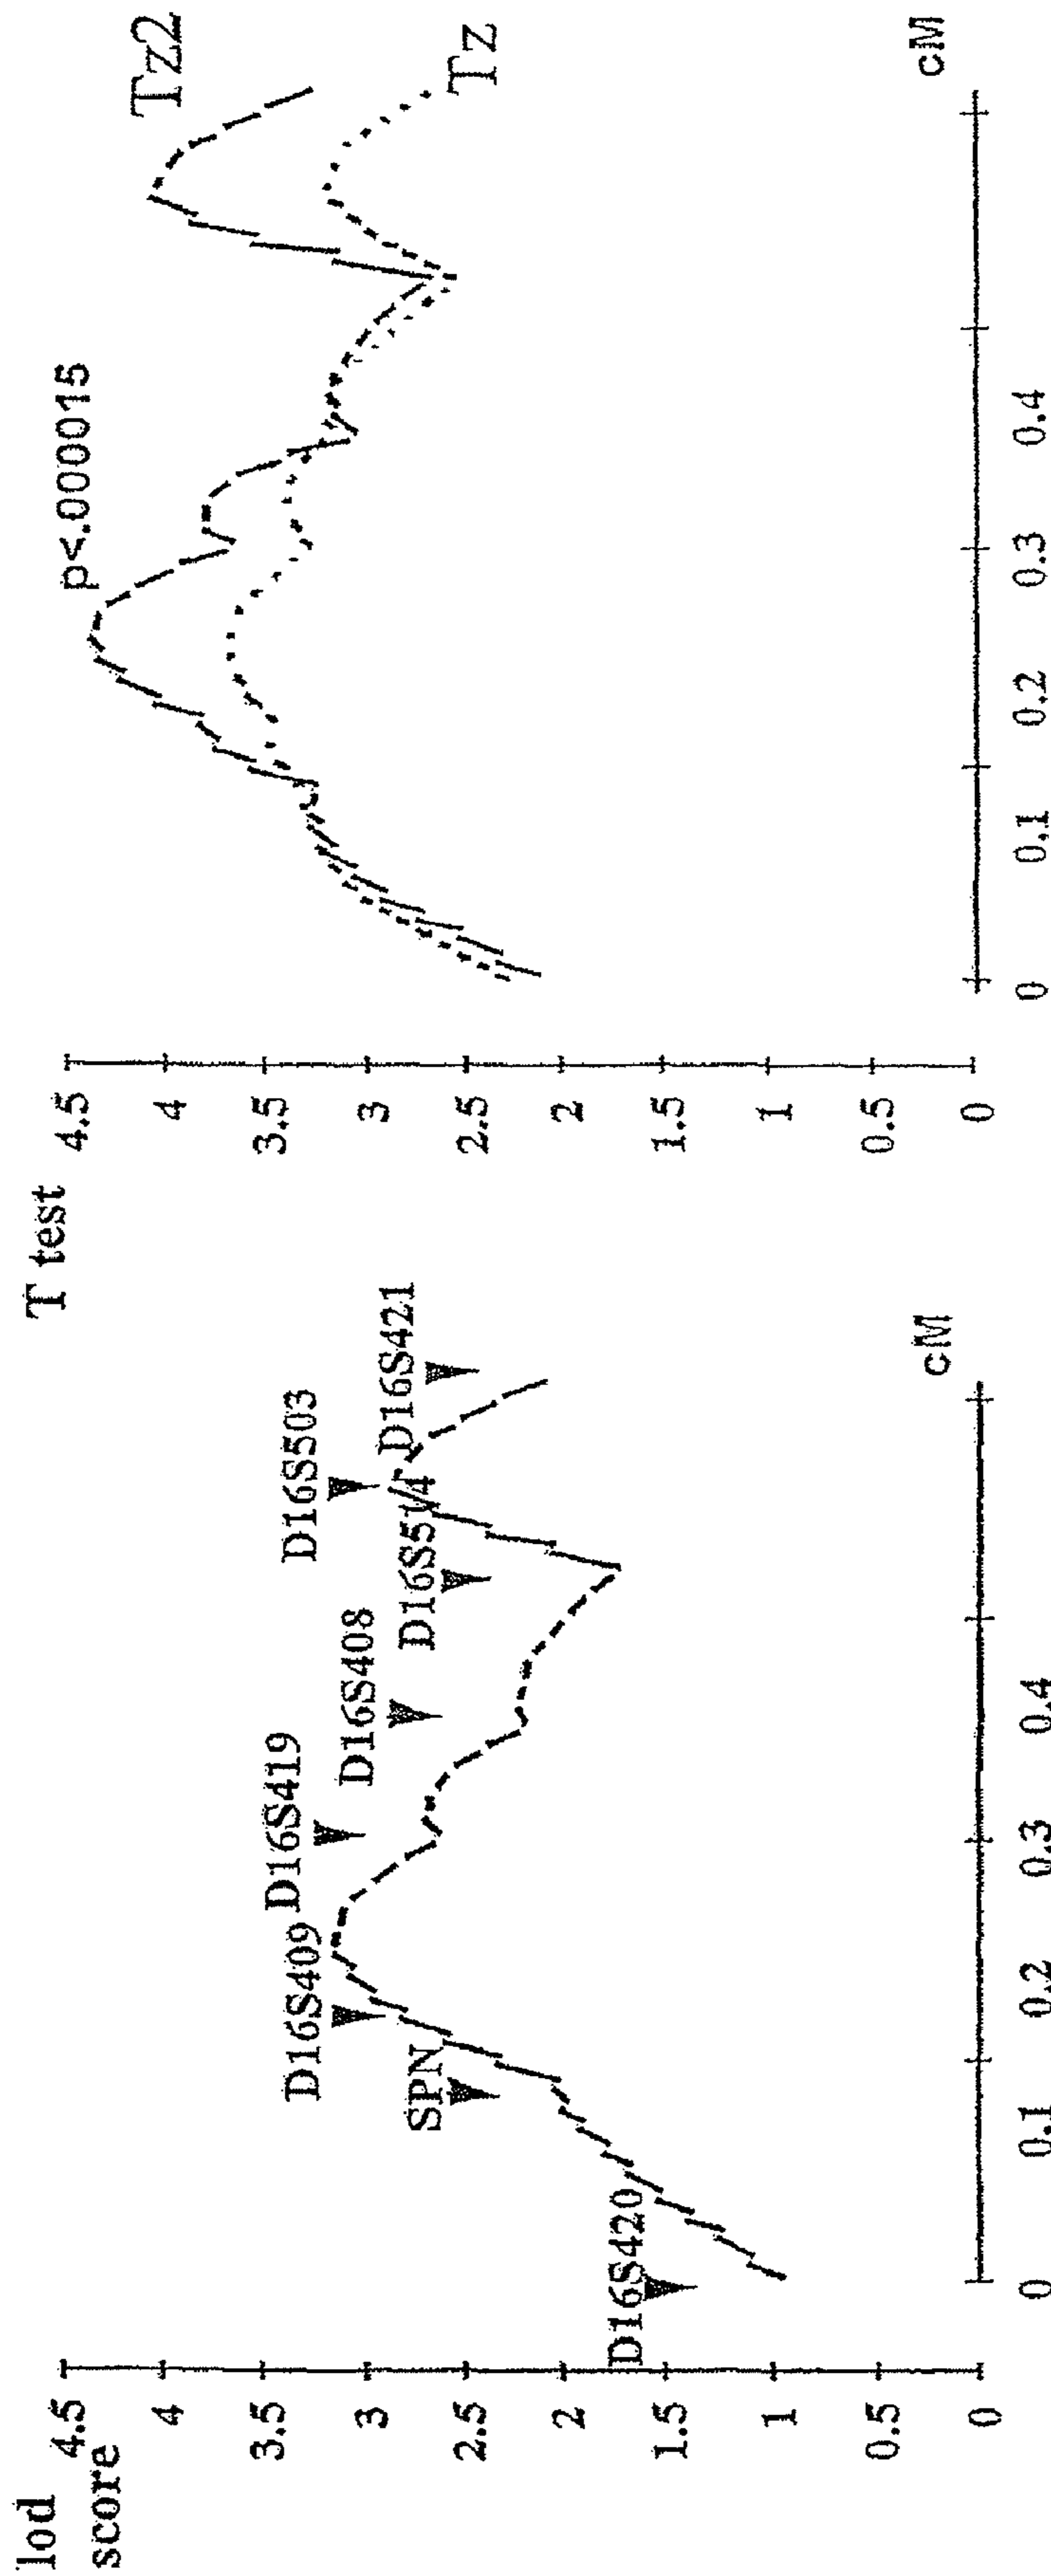 lod
score
4.5
4
3.5
3
2.5
2
1.5
1
0.5
0
D16S420
SPN
D16S409
D16S419
D16S408
D16S514
D16S503
D16S421
0 0.1 0.2 0.3 0.4
cM
T test
4.5
4
3.5
3
2.5
2
1.5
1
0.5
0
p<.000015
Tz2
Tz
0 0.1 0.2 0.3 0.4
cM